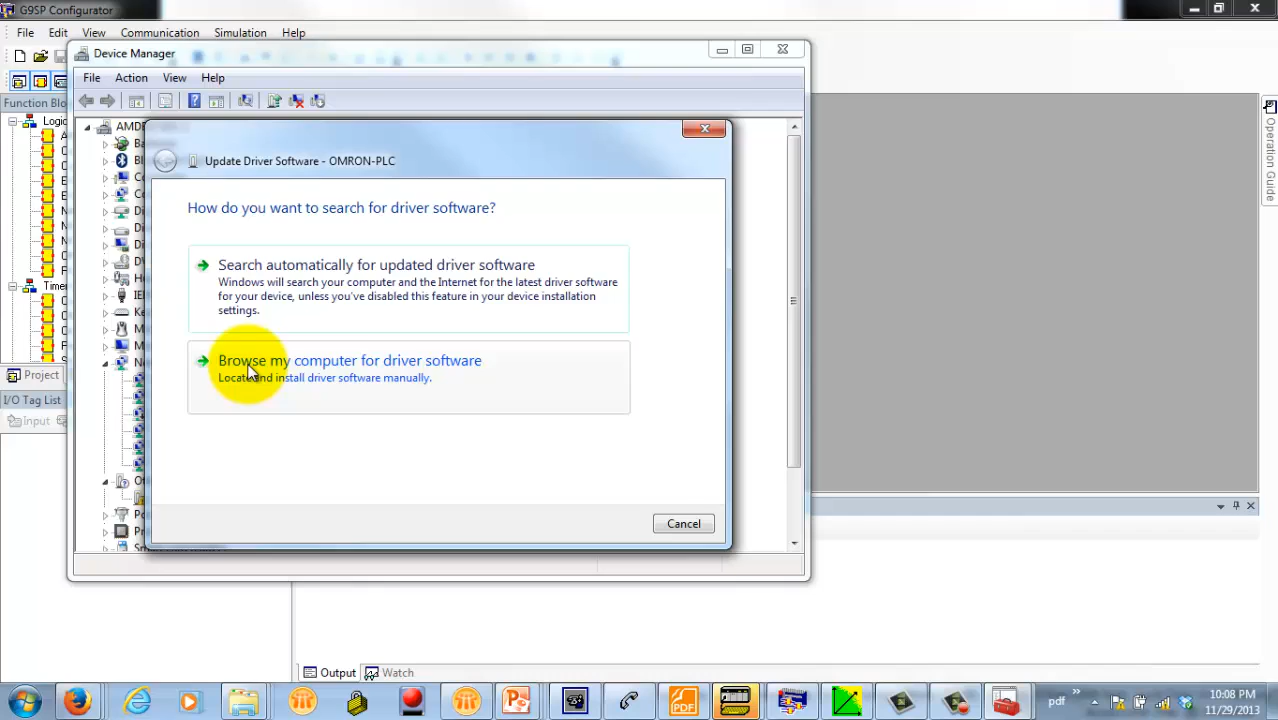 G9SP Configurator
File Edit View Communication Simulation Help
Device Manager
File Action View Help
Function Blo
Logic
AMD
Update Driver Software - OMRON-PLC
How do you want to search for driver software?
Search automatically for updated driver software
Windows will search your computer and the Internet for the latest driver software
for your device, unless you've disabled this feature in your device installation
settings.
Browse my computer for driver software
Locate and install driver software manually.
Cancel
Timer
Project
I/O Tag List
Input
Operation Guide
Output Watch
PDF
pdf
10:08 PM
11/29/2013